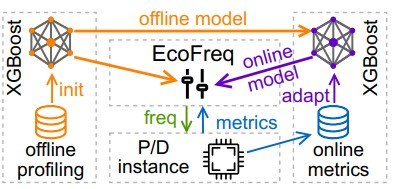 offline model
XGBoost
init
offline
profiling
EcoFreq
online
model
freq
metrics
P/D
instance
XGBoost
adapt
online
metrics